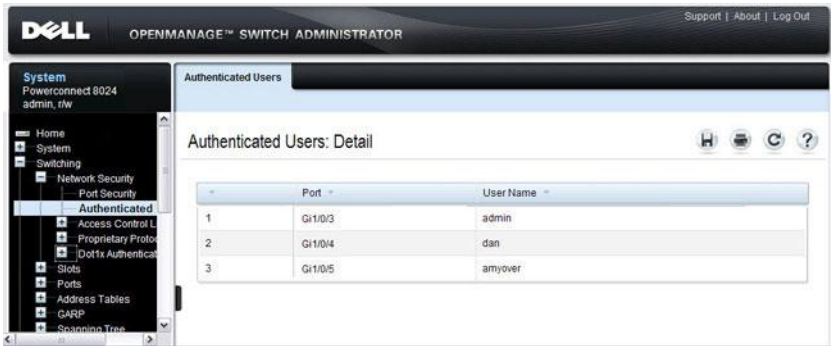 Support | About | Log Out
DELL OPENMANAGE™ SWITCH ADMINISTRATOR
System
Powerconnect 8024
admin, r/w
Authenticated Users
Home
System
Switching
Network Security
Port Security
Authenticated
Access Control L
Proprietary Protoc
Dot1x Authenticat
Slots
Ports
Address Tables
GARP
Spanning Tree
Authenticated Users: Detail
Port User Name
1 Gi1/0/3 admin
2 Gi1/0/4 dan
3 Gi1/0/5 amyover